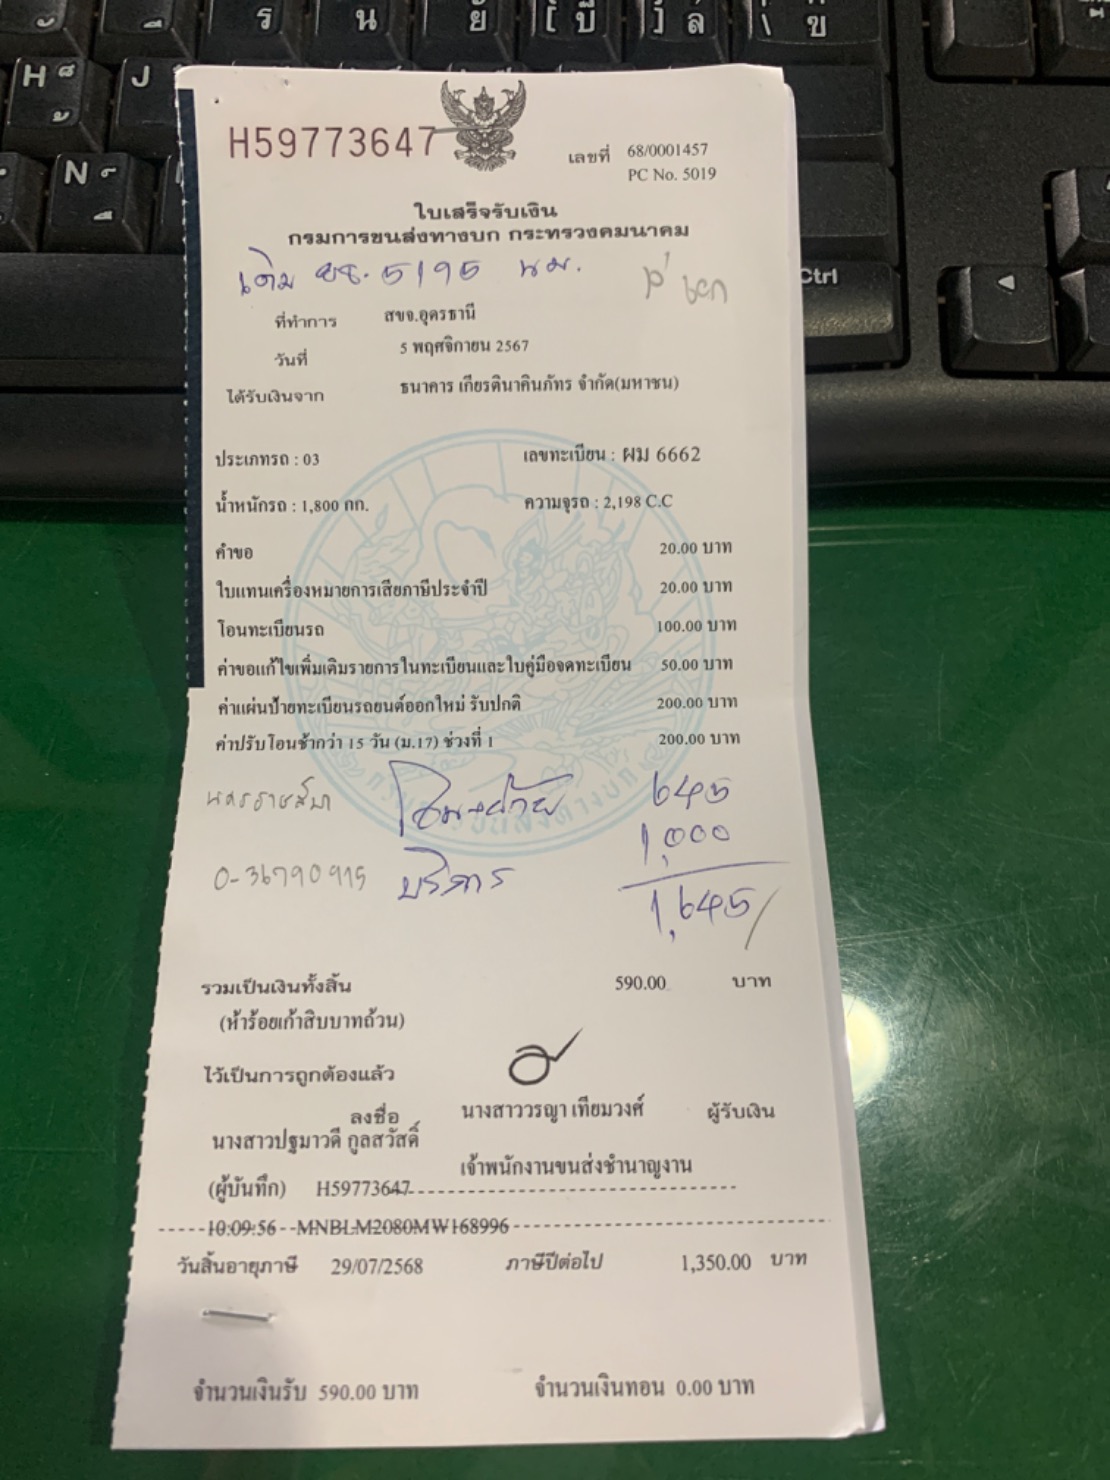 H59773647
เลขที่ 68/0001457
PC No. 5019
ใบเสร็จรับเงิน
กรมการขนส่งทางบก กระทรวงคมนาคม
เดิม ขธ. 5195 นม.
ที่ทำการ สขจ.อุดรธานี
วันที่ 5 พฤศจิกายน 2567
ได้รับเงินจาก ธนาคาร เกียรตินาคินภัทร จำกัด(มหาชน)
ประเภทรถ : 03 เลขทะเบียน : ผม 6662
น้ำหนักรถ : 1,800 กก. ความจุรถ : 2,198 C.C
คำขอ 20.00 บาท
ใบแทนเครื่องหมายการเสียภาษีประจำปี 20.00 บาท
โอนทะเบียนรถ 100.00 บาท
ค่าขอแก้ไขเพิ่มเติมรายการในทะเบียนและใบคู่มือจดทะเบียน 50.00 บาท
ค่าแผ่นป้ายทะเบียนรถยนต์ออกใหม่ รับปกติ 200.00 บาท
ค่าปรับโอนช้ากว่า 15 วัน (ม.17) ช่วงที่ 1 200.00 บาท
นครราชสีมา 645
1,000
0-36790915 บริการ 1,645
รวมเป็นเงินทั้งสิ้น 590.00 บาท
(ห้าร้อยเก้าสิบบาทถ้วน)
ไว้เป็นการถูกต้องแล้ว
ลงชื่อ นางสาววรญา เทียมวงศ์ ผู้รับเงิน
นางสาวปฐมาวดี กูลสวัสดิ์
เจ้าพนักงานขนส่งชำนาญงาน
(ผู้บันทึก) H59773647
10:09:56 MNBLM2080MW168996
วันสิ้นอายุภาษี 29/07/2568 ภาษีปีต่อไป 1,350.00 บาท
จำนวนเงินรับ 590.00 บาท จำนวนเงินทอน 0.00 บาท